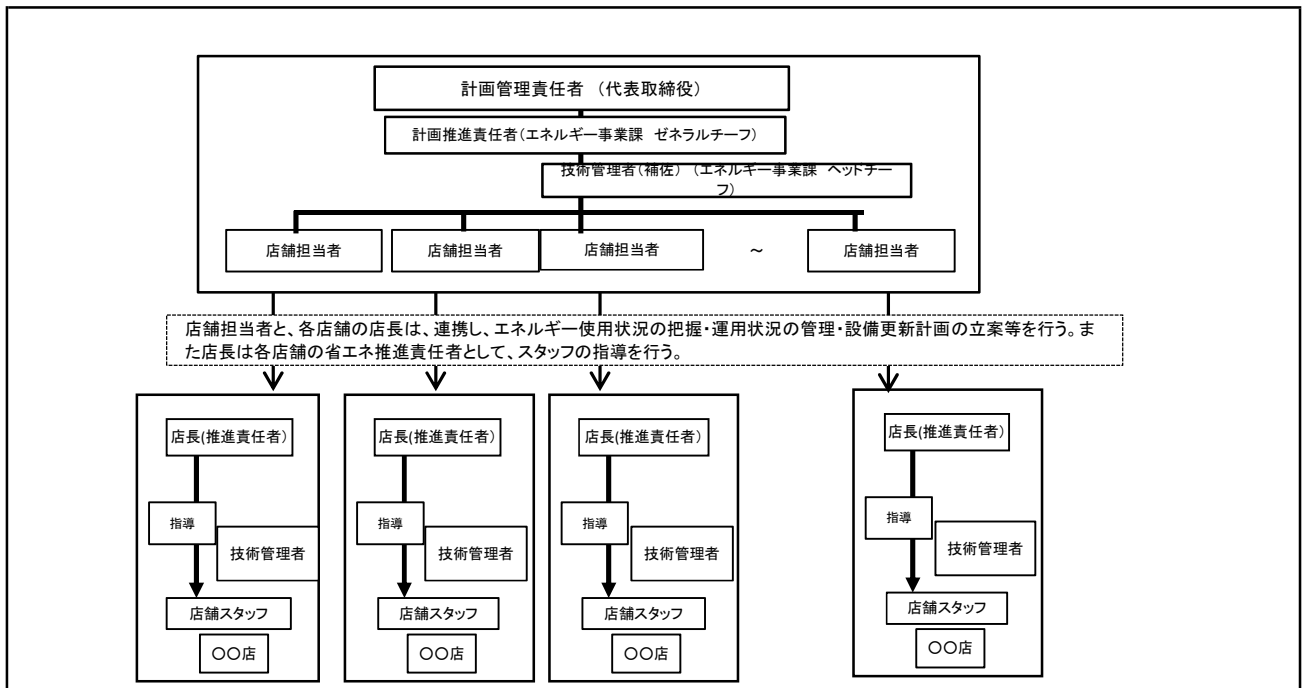 計画管理責任者 (代表取締役)
計画推進責任者(エネルギー事業課 ゼネラルチーフ)
技術管理者(補佐) (エネルギー事業課 ヘッドチー
フ)
店舗担当者
店舗担当者
店舗担当者
~
店舗担当者
店舗担当者と、各店舗の店長は、連携し、エネルギー使用状況の把握・運用状況の管理・設備更新計画の立案等を行う。ま
た店長は各店舗の省エネ推進責任者として、スタッフの指導を行う。
店長(推進責任者)
指導
技術管理者
店舗スタッフ
〇〇店
店長(推進責任者)
指導
技術管理者
店舗スタッフ
〇〇店
店長(推進責任者)
指導
技術管理者
店舗スタッフ
〇〇店
店長(推進責任者)
指導
技術管理者
店舗スタッフ
〇〇店